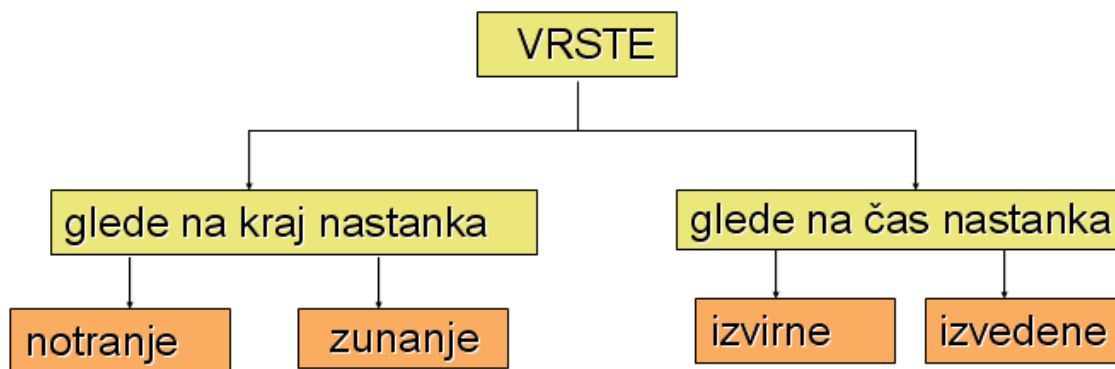 VRSTE
glede na kraj nastanka
glede na čas nastanka
notranje
zunanje
izvirne
izvedene